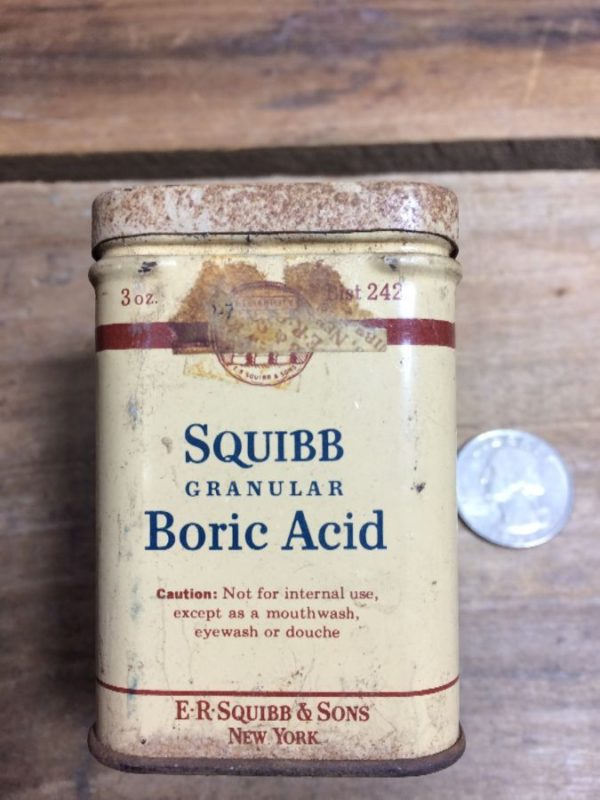 3 oz. List 242
SQUIBB
GRANULAR
Boric Acid
Caution: Not for internal use,
except as a mouthwash,
eyewash or douche
E·R·SQUIBB & SONS
NEW YORK